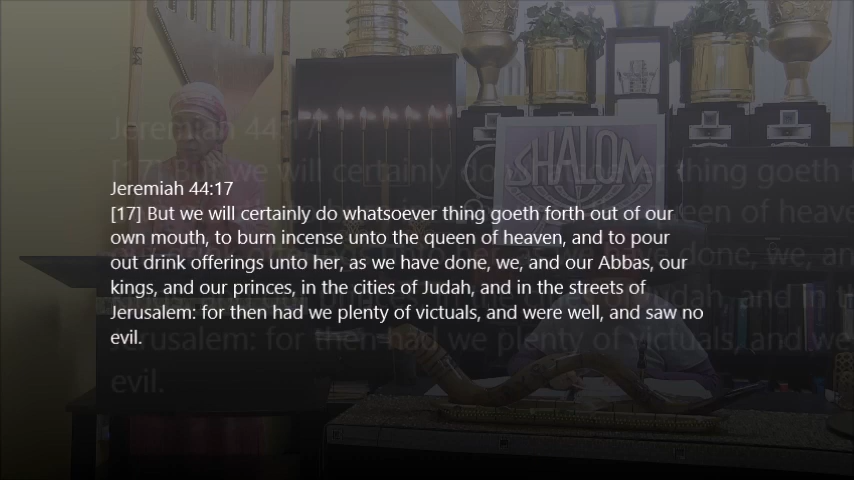 Jeremiah 44:17
[17] But we will certainly do whatsoever thing goeth forth out of our
own mouth, to burn incense unto the queen of heaven, and to pour
out drink offerings unto her, as we have done, we, and our Abbas, our
kings, and our princes, in the cities of Judah, and in the streets of
Jerusalem: for then had we plenty of victuals, and were well, and saw no
evil.
SHALOM